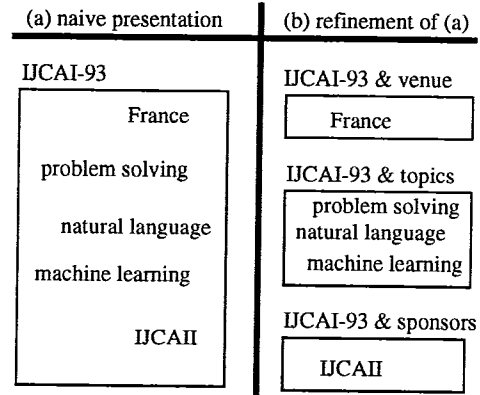 (a) naive presentation
(b) refinement of (a)
IJCAI-93
France
problem solving
natural language
machine learning
IJCAII
IJCAI-93 & venue
France
IJCAI-93 & topics
problem solving
natural language
machine learning
IJCAI-93 & sponsors
IJCAII